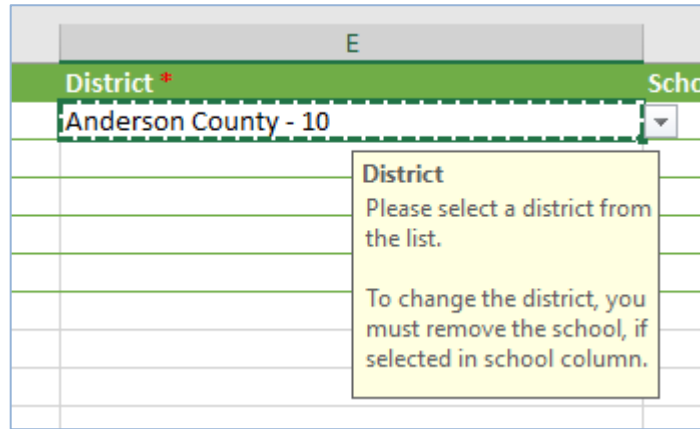 E
District * Scho
Anderson County - 10
District
Please select a district from
the list.
To change the district, you
must remove the school, if
selected in school column.